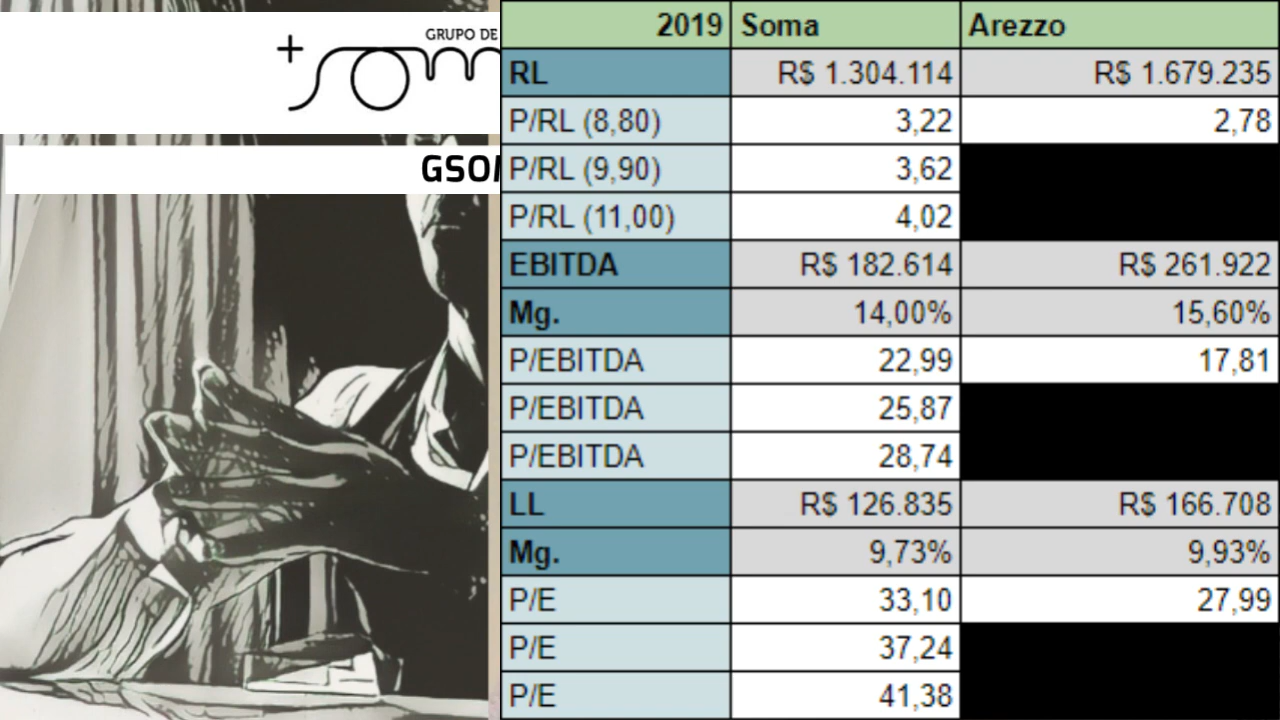 GRUPO DE
+ som
GSO
2019 Soma Arezzo
RL R$ 1.304.114 R$ 1.679.235
P/RL (8,80) 3,22 2,78
P/RL (9,90) 3,62
P/RL (11,00) 4,02
EBITDA R$ 182.614 R$ 261.922
Mg. 14,00% 15,60%
P/EBITDA 22,99 17,81
P/EBITDA 25,87
P/EBITDA 28,74
LL R$ 126.835 R$ 166.708
Mg. 9,73% 9,93%
P/E 33,10 27,99
P/E 37,24
P/E 41,38